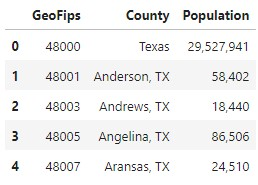 GeoFips County Population
0 48000 Texas 29,527,941
1 48001 Anderson, TX 58,402
2 48003 Andrews, TX 18,440
3 48005 Angelina, TX 86,506
4 48007 Aransas, TX 24,510